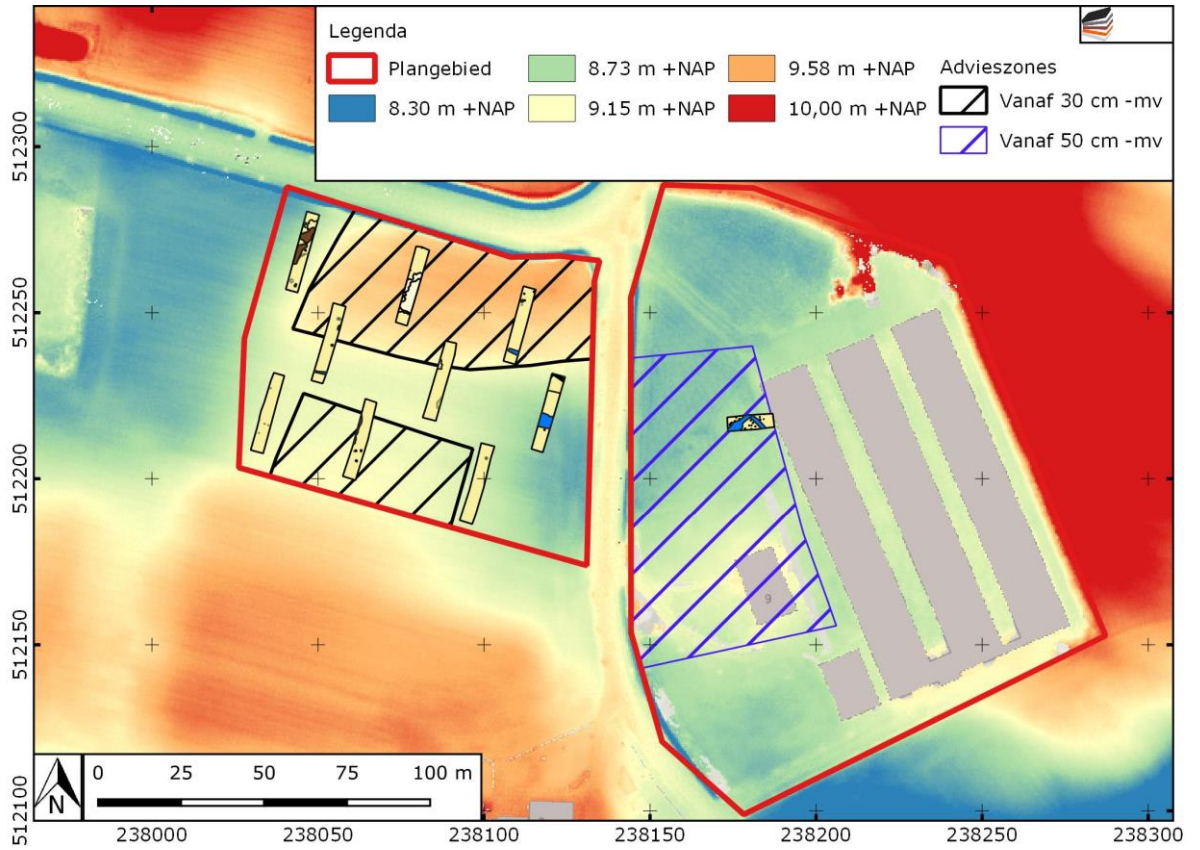 Legenda
Plangebied
8.73 m +NAP
9.58 m +NAP
8.30 m +NAP
9.15 m +NAP
10,00 m +NAP
Advieszones
Vanaf 30 cm -mv
Vanaf 50 cm -mv
512300
512250
512200
512150
512100
9
0 25 50 75 100 m
N
238000 238050 238100 238150 238200 238250 238300